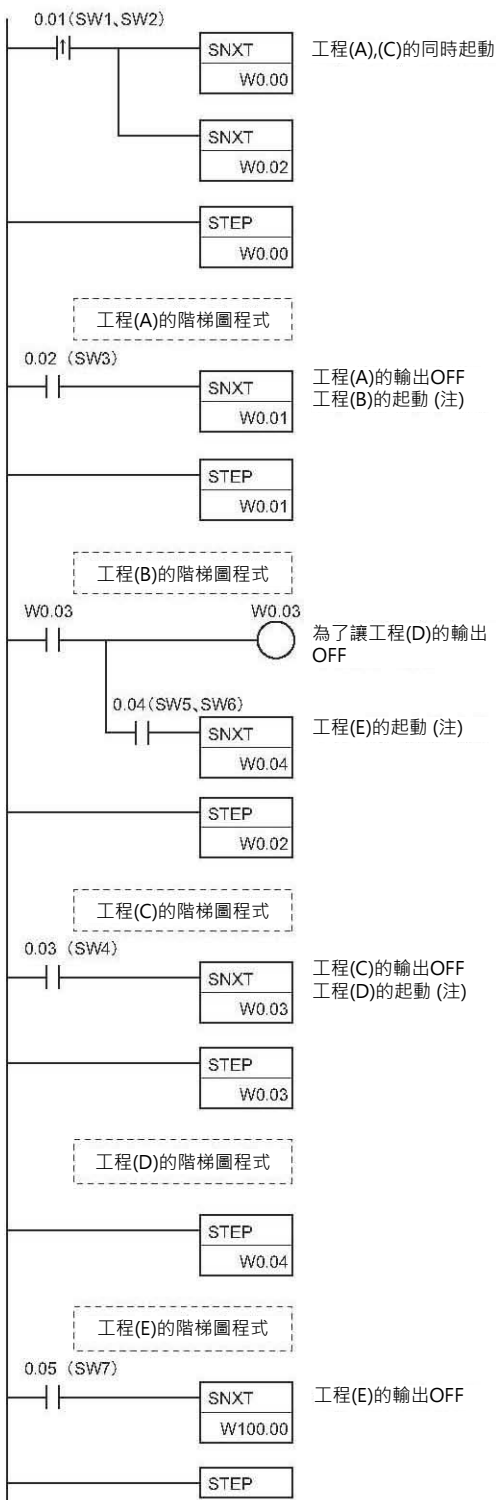 0.01(SW1、SW2)
SNXT 工程(A),(C)的同時起動
W0.00
SNXT
W0.02
STEP
W0.00
工程(A)的階梯圖程式
0.02 (SW3)
SNXT 工程(A)的輸出OFF
W0.01 工程(B)的起動 (注)
STEP
W0.01
工程(B)的階梯圖程式
W0.03 W0.03
為了讓工程(D)的輸出
OFF
0.04(SW5、SW6)
SNXT 工程(E)的起動 (注)
W0.04
STEP
W0.02
工程(C)的階梯圖程式
0.03 (SW4)
SNXT 工程(C)的輸出OFF
W0.03 工程(D)的起動 (注)
STEP
W0.03
工程(D)的階梯圖程式
STEP
W0.04
工程(E)的階梯圖程式
0.05 (SW7)
SNXT 工程(E)的輸出OFF
W100.00
STEP